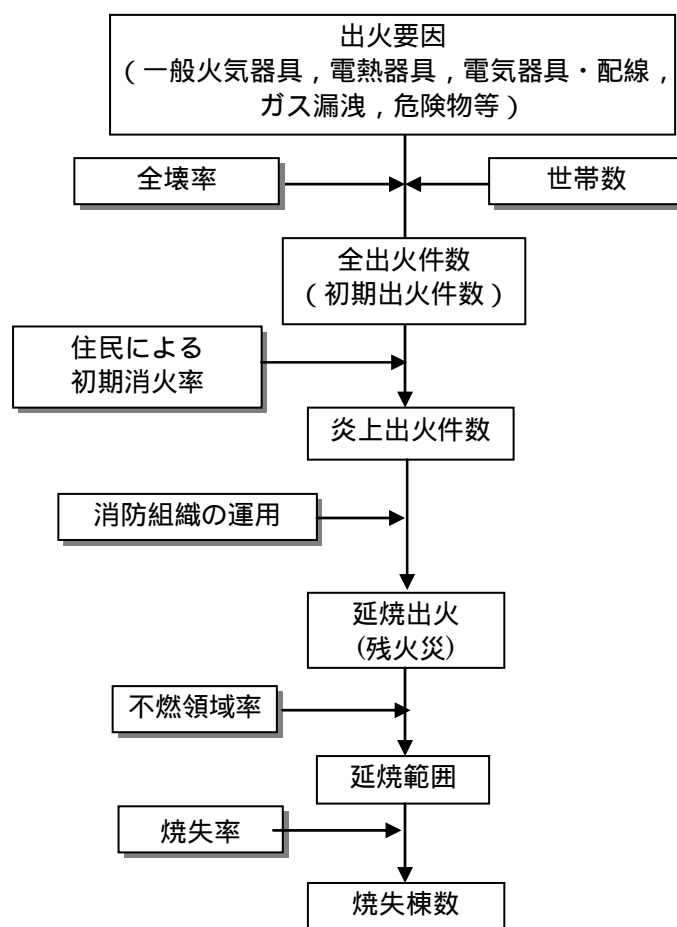 出火要因
（一般火気器具，電熱器具，電気器具・配線，
ガス漏洩，危険物等）
全壊率
世帯数
全出火件数
（初期出火件数）
住民による
初期消火率
炎上出火件数
消防組織の運用
延焼出火
(残火災)
不燃領域率
延焼範囲
焼失率
焼失棟数